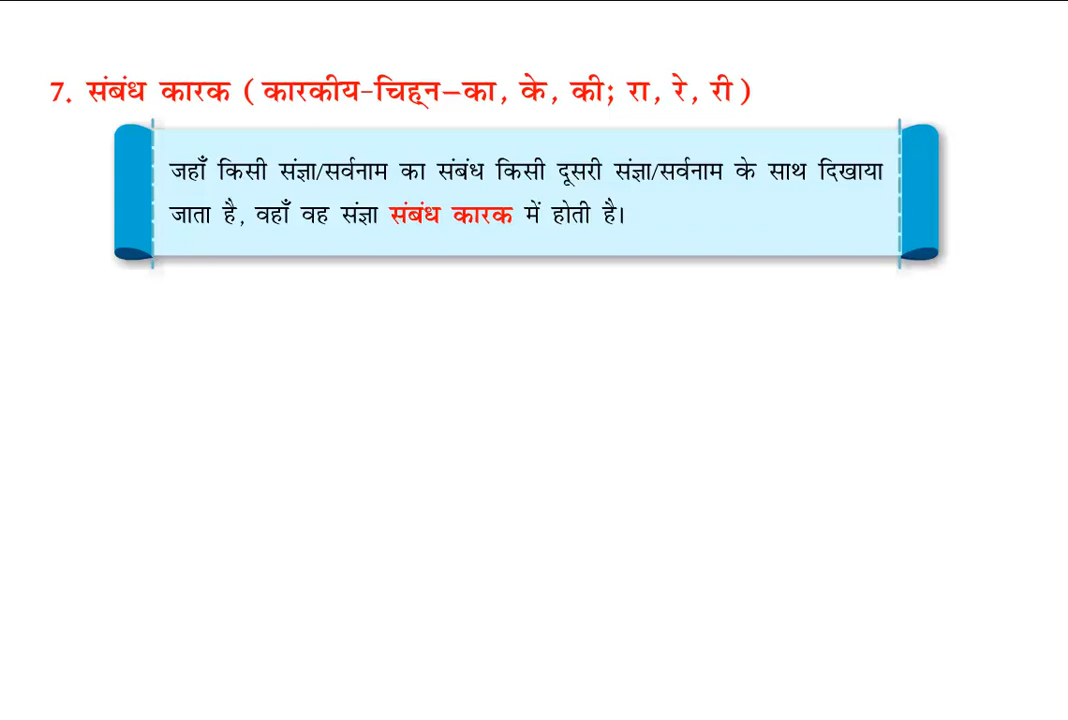 7. संबंध कारक (कारकीय-चिह्न–का, के, की; रा, रे, री)
जहाँ किसी संज्ञा/सर्वनाम का संबंध किसी दूसरी संज्ञा/सर्वनाम के साथ दिखाया
जाता है, वहाँ वह संज्ञा संबंध कारक में होती है।